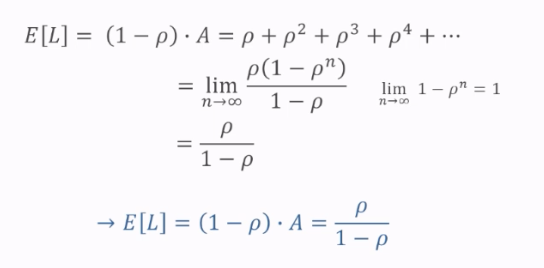 E[L] = (1 − ρ) · A = ρ + ρ² + ρ³ + ρ⁴ + ⋯
= lim_{n→∞} ρ(1 − ρⁿ) / (1 − ρ)    lim_{n→∞} 1 − ρⁿ = 1
= ρ / (1 − ρ)
→ E[L] = (1 − ρ) · A = ρ / (1 − ρ)